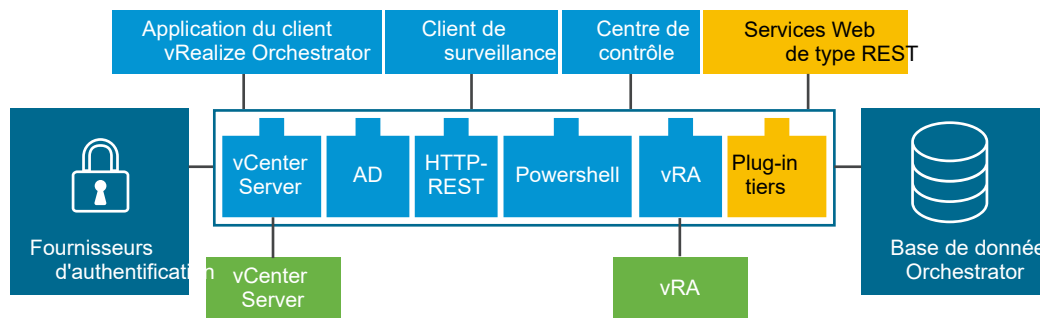 Application du client
vRealize Orchestrator
Client de
surveillance
Centre de
contrôle
Services Web
de type REST
vCenter
Server
AD
HTTP-
REST
Powershell
vRA
Plug-in
tiers
Fournisseurs
d'authentification
Base de donnée
Orchestrator
vCenter
Server
vRA